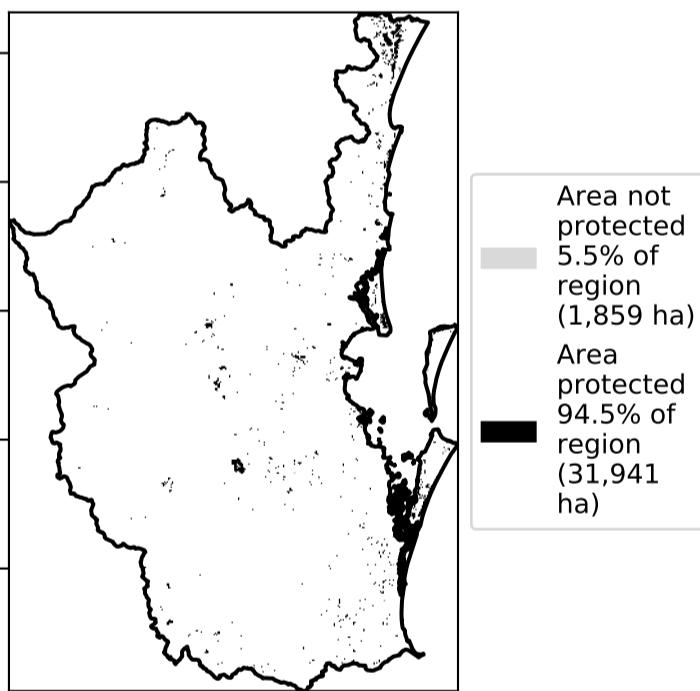 Area not
protected
5.5% of
region
(1,859 ha)
Area
protected
94.5% of
region
(31,941
ha)